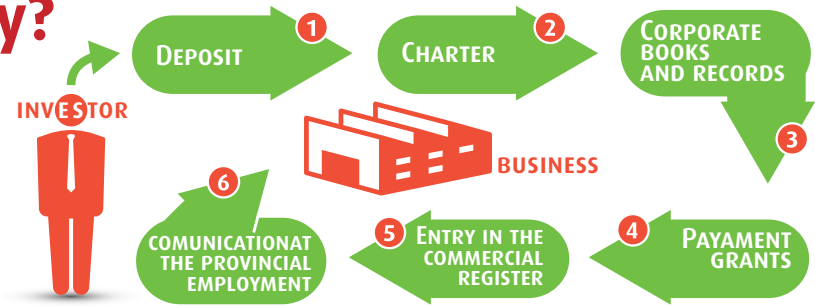 y?
INVESTOR
DEPOSIT
1
CHARTER
2
CORPORATE
BOOKS
AND RECORDS
3
PAYAMENT
GRANTS
4
ENTRY IN THE
COMMERCIAL
REGISTER
5
COMUNICATIONAT
THE PROVINCIAL
EMPLOYMENT
6
BUSINESS